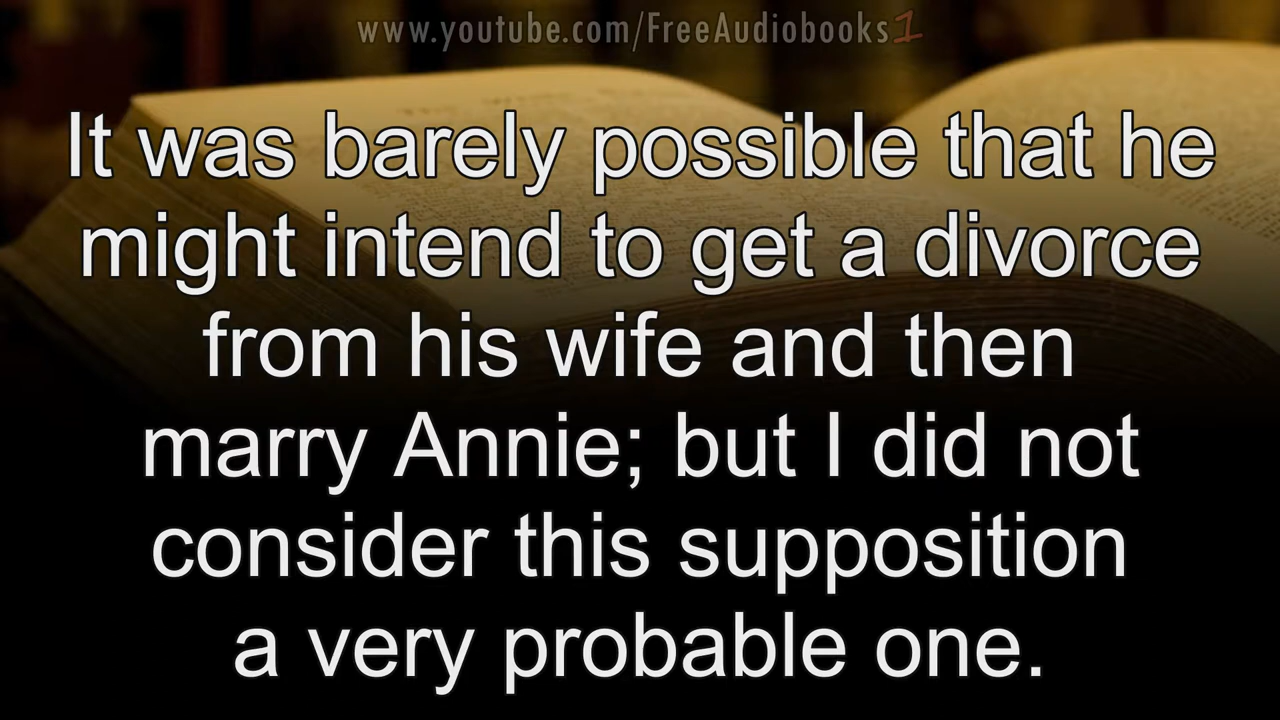 www.youtube.com/FreeAudiobooks1
It was barely possible that he
might intend to get a divorce
from his wife and then
marry Annie; but I did not
consider this supposition
a very probable one.